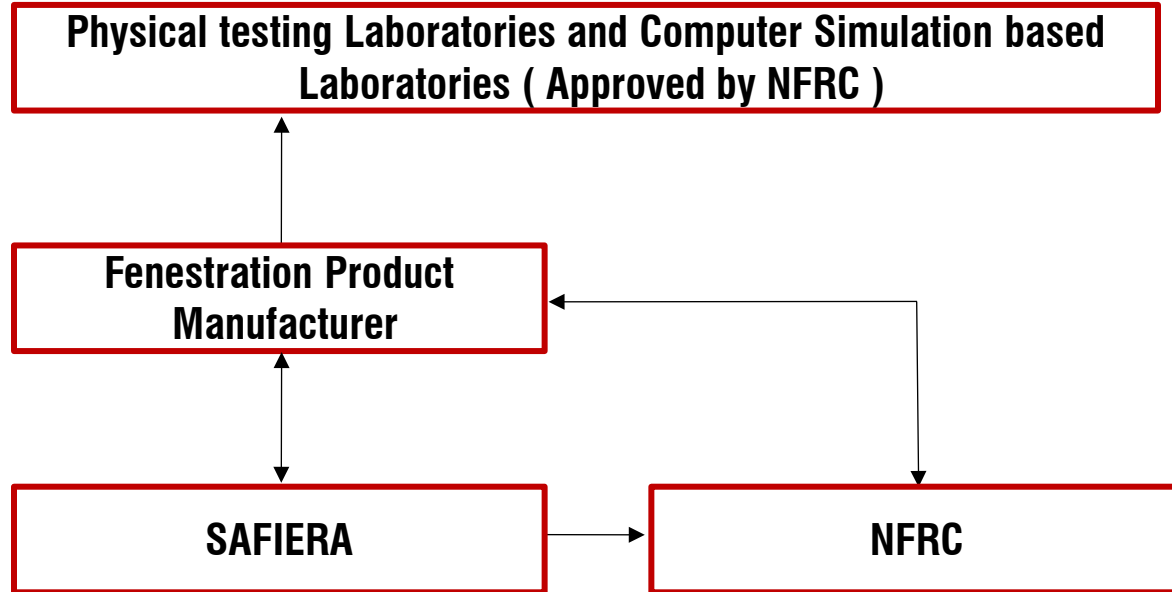 Physical testing Laboratories and Computer Simulation based
Laboratories ( Approved by NFRC )
Fenestration Product
Manufacturer
SAFIERA
NFRC